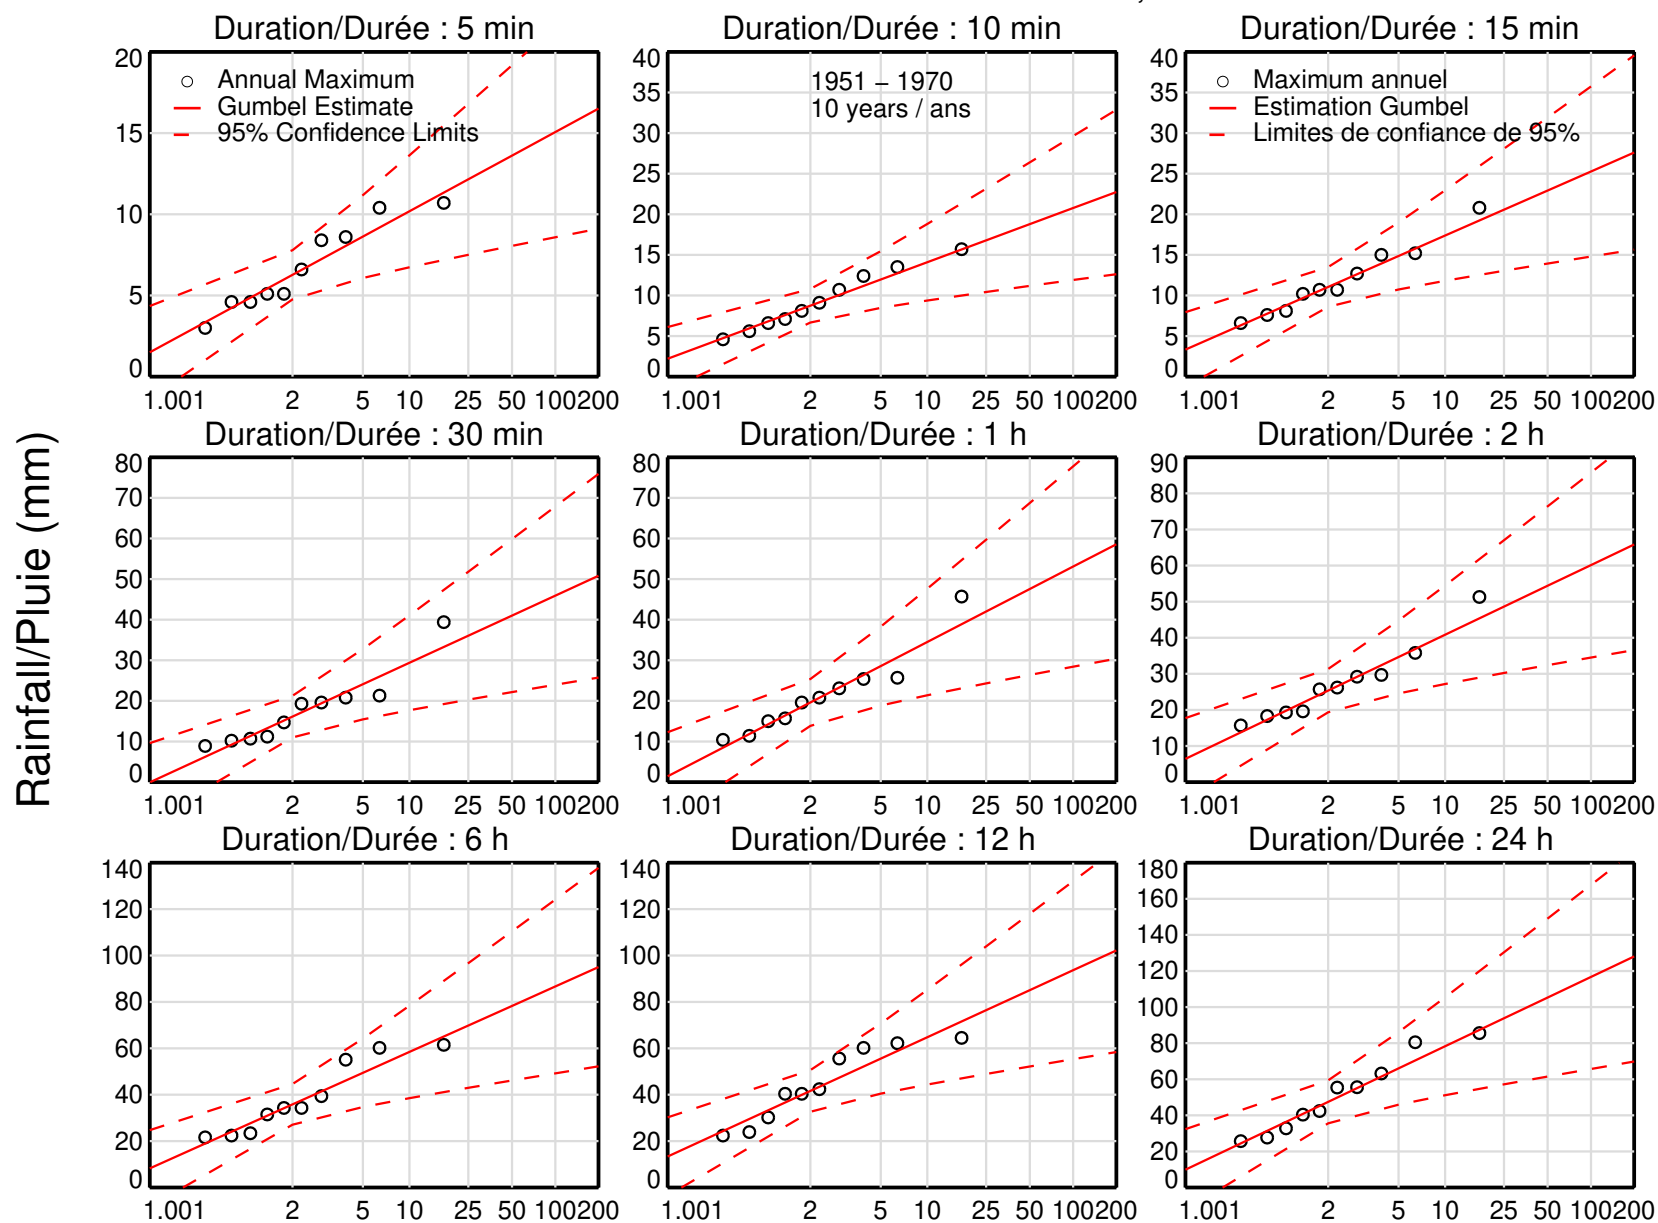 Duration/Durée : 5 min
20
15
10
5
0
Annual Maximum
Gumbel Estimate
95% Confidence Limits
1.001 2 5 10 25 50 100200
Duration/Durée : 10 min
40
35
30
25
20
15
10
5
0
1951 − 1970
10 years / ans
1.001 2 5 10 25 50 100200
Duration/Durée : 15 min
40
35
30
25
20
15
10
5
0
Maximum annuel
Estimation Gumbel
Limites de confiance de 95%
1.001 2 5 10 25 50 100200
Rainfall/Pluie (mm)
Duration/Durée : 30 min
80
70
60
50
40
30
20
10
0
1.001 2 5 10 25 50 100200
Duration/Durée : 1 h
80
70
60
50
40
30
20
10
0
1.001 2 5 10 25 50 100200
Duration/Durée : 2 h
90
80
70
60
50
40
30
20
10
0
1.001 2 5 10 25 50 100200
Duration/Durée : 6 h
140
120
100
80
60
40
20
0
1.001 2 5 10 25 50 100200
Duration/Durée : 12 h
140
120
100
80
60
40
20
0
1.001 2 5 10 25 50 100200
Duration/Durée : 24 h
180
160
140
120
100
80
60
40
20
0
1.001 2 5 10 25 50 100200